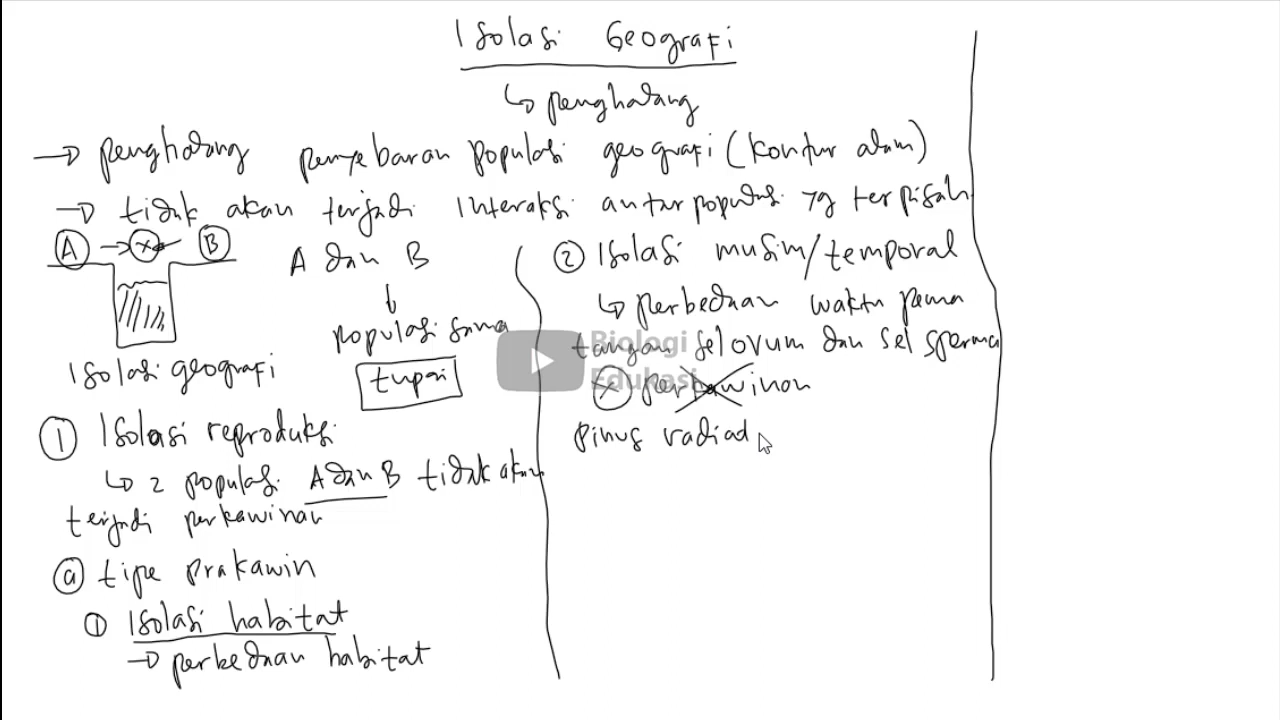 Isolasi Geografi
↳ penghalang
→ penghalang penyebaran populasi geografi (kontur alam)
→ tidak akan terjadi interaksi antar populasi yg terpisah
A → x ← B
A dan B
↓
populasi sama
tupai
Isolasi geografi
① Isolasi reproduksi
↳ 2 populasi A dan B tidak akan
terjadi perkawinan
ⓐ tipe prakawin
① Isolasi habitat
→ perbedaan habitat
② Isolasi musim/temporal
↳ perbedaan waktu pema
tangan sel ovum dan sel sperma
x perkawinan
pinus radiad
Biologi
Edukasi